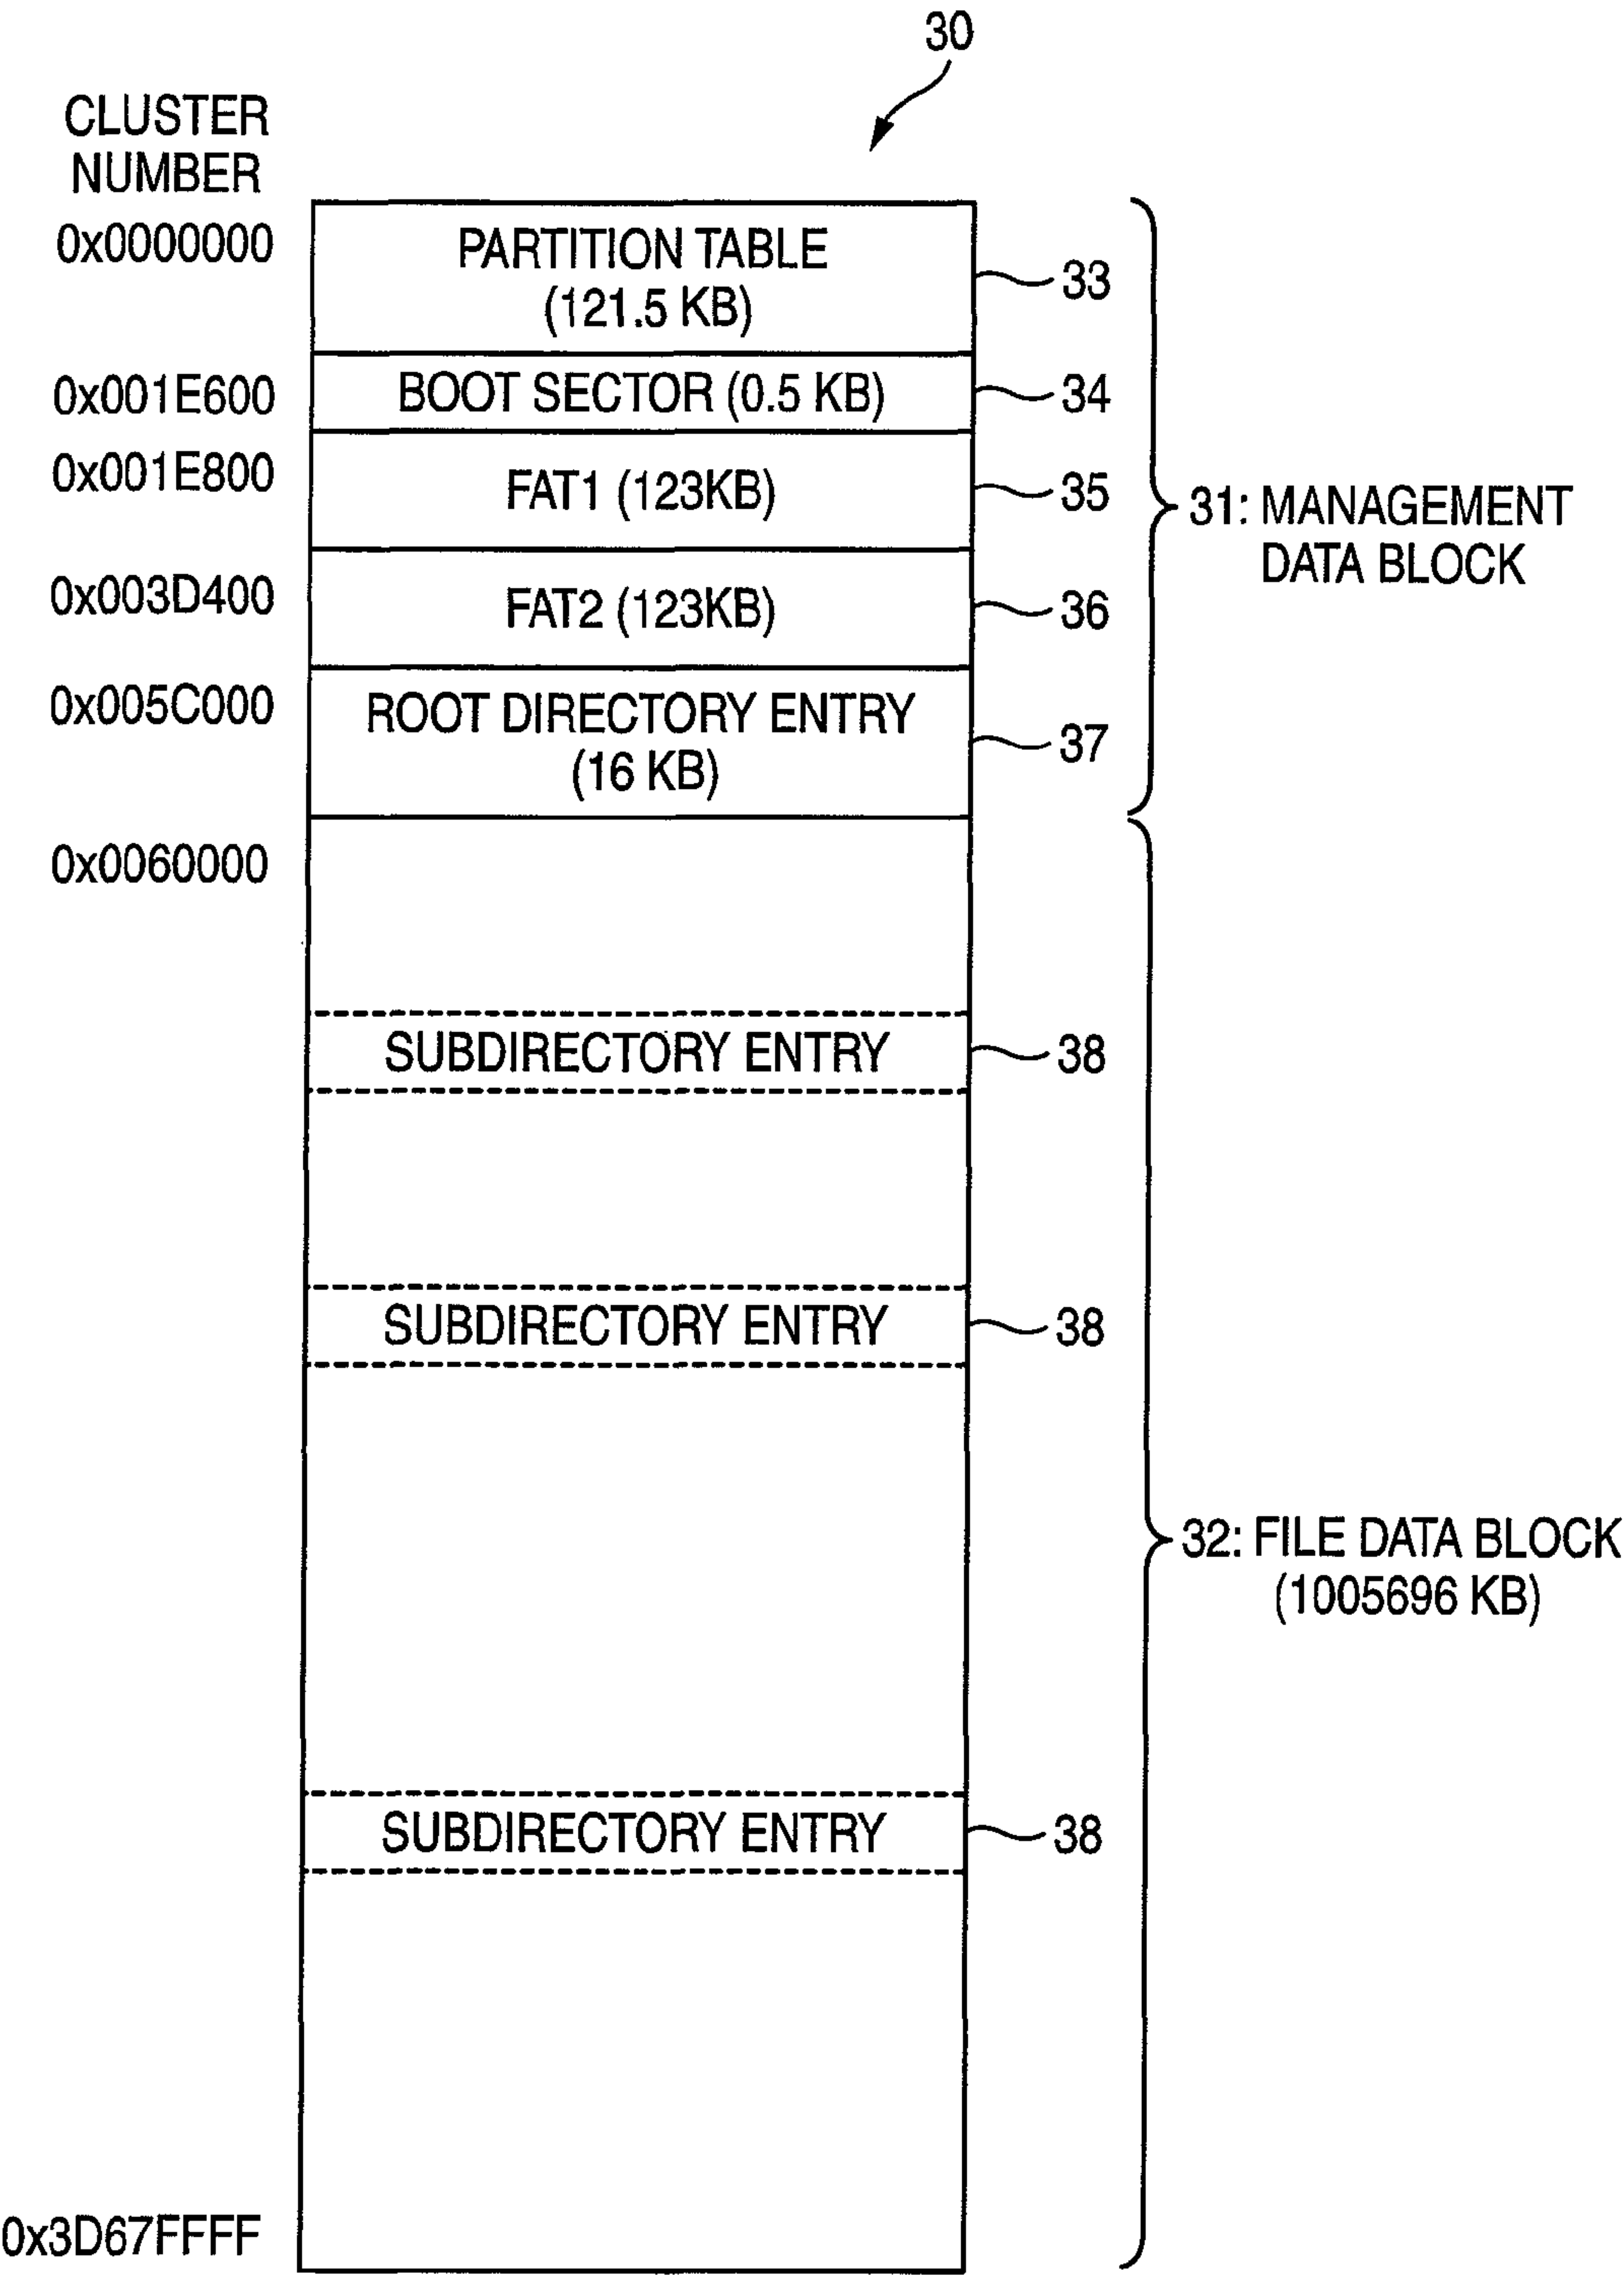 30
CLUSTER
NUMBER
0x0000000
PARTITION TABLE
(121.5 KB)
33
0x001E600
BOOT SECTOR (0.5 KB)
34
0x001E800
FAT1 (123KB)
35
31: MANAGEMENT
DATA BLOCK
0x003D400
FAT2 (123KB)
36
0x005C000
ROOT DIRECTORY ENTRY
(16 KB)
37
0x0060000
SUBDIRECTORY ENTRY
38
SUBDIRECTORY ENTRY
38
32: FILE DATA BLOCK
(1005696 KB)
SUBDIRECTORY ENTRY
38
0x3D67FFFF